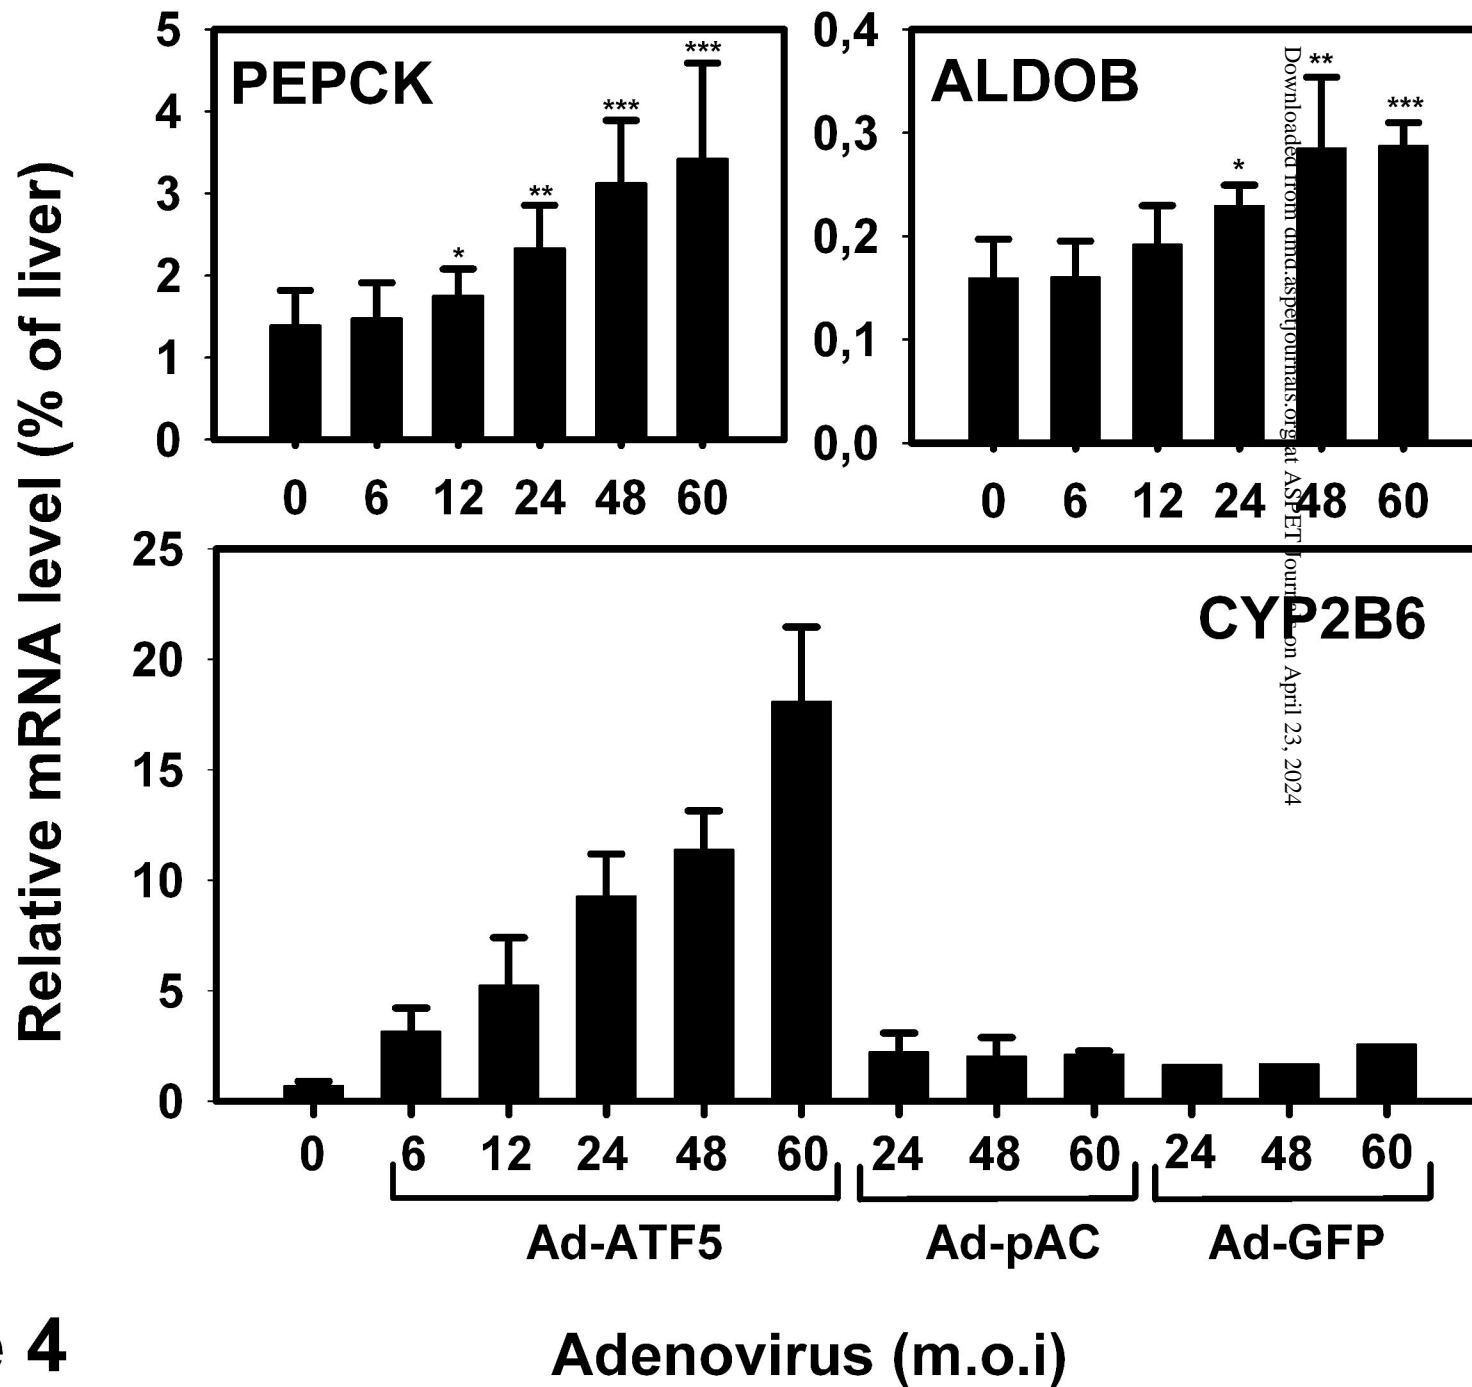 Relative mRNA level (% of liver)
PEPCK
5
4
3
2
1
0
*
**
***
***
0 6 12 24 48 60
ALDOB
0,4
0,3
0,2
0,1
0,0
*
**
***
0 6 12 24 48 60
CYP2B6
25
20
15
10
5
0
0 6 12 24 48 60 24 48 60 24 48 60
Ad-ATF5 Ad-pAC Ad-GFP
Adenovirus (m.o.i)
e 4
Downloaded from dmd.aspetjournals.org at ASPET Journals on April 23, 2024